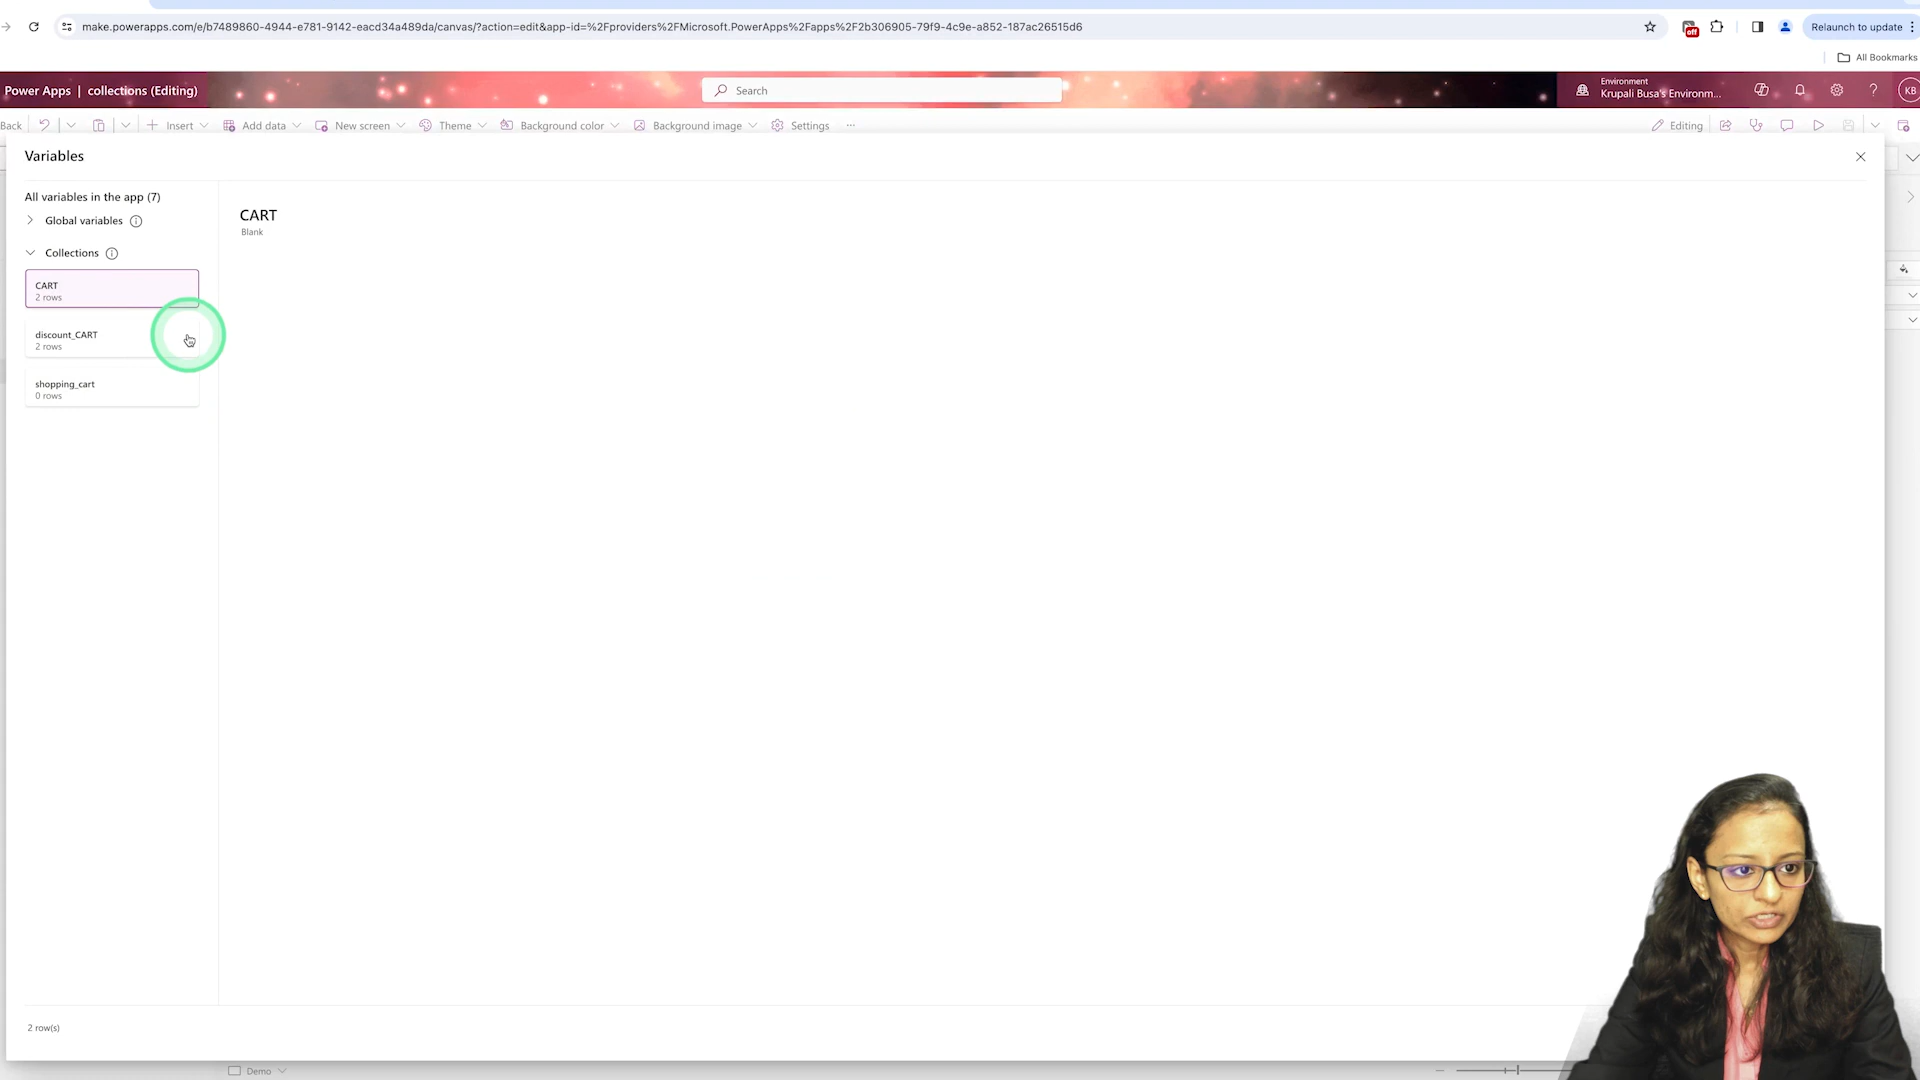 make.powerapps.com/e/b7489860-4944-e781-9142-eacd34a489da/canvas/?action=edit&app-id=%2Fproviders%2FMicrosoft.PowerApps%2Fapps%2F2b306905-79f9-4c9e-a852-187ac26515d6
off
Relaunch to update
All Bookmarks
Power Apps | collections (Editing)
Search
Environment
Krupali Busa's Environm...
KB
Back
Insert
Add data
New screen
Theme
Background color
Background image
Settings
...
Editing
Variables
All variables in the app (7)
Global variables
Collections
CART
2 rows
discount_CART
2 rows
shopping_cart
0 rows
CART
Blank
2 row(s)
Demo